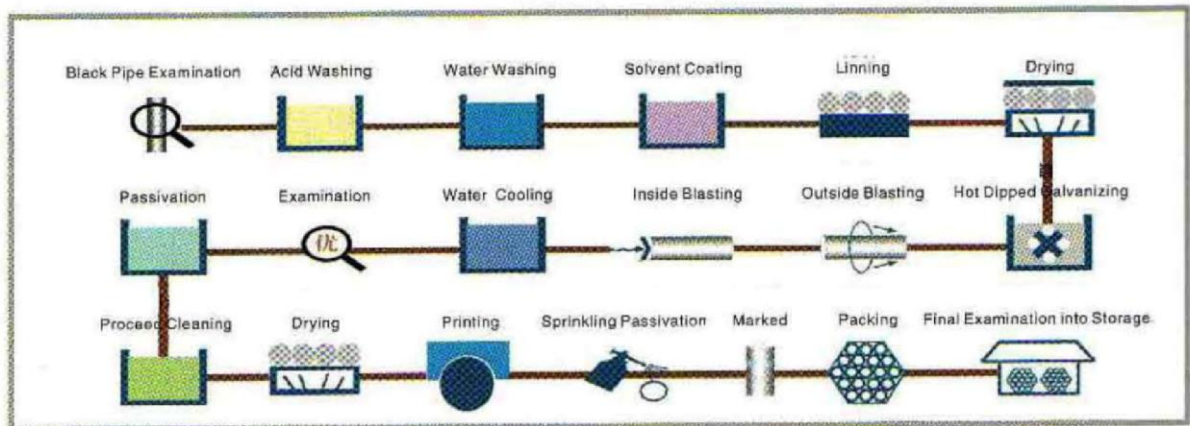 Black Pipe Examination
Acid Washing
Water Washing
Solvent Coating
Linning
Drying
Passivation
Examination
Water Cooling
Inside Blasting
Outside Blasting
Hot Dipped Galvanizing
优
Proceed Cleaning
Drying
Printing
Sprinkling Passivation
Marked
Packing
Final Examination into Storage